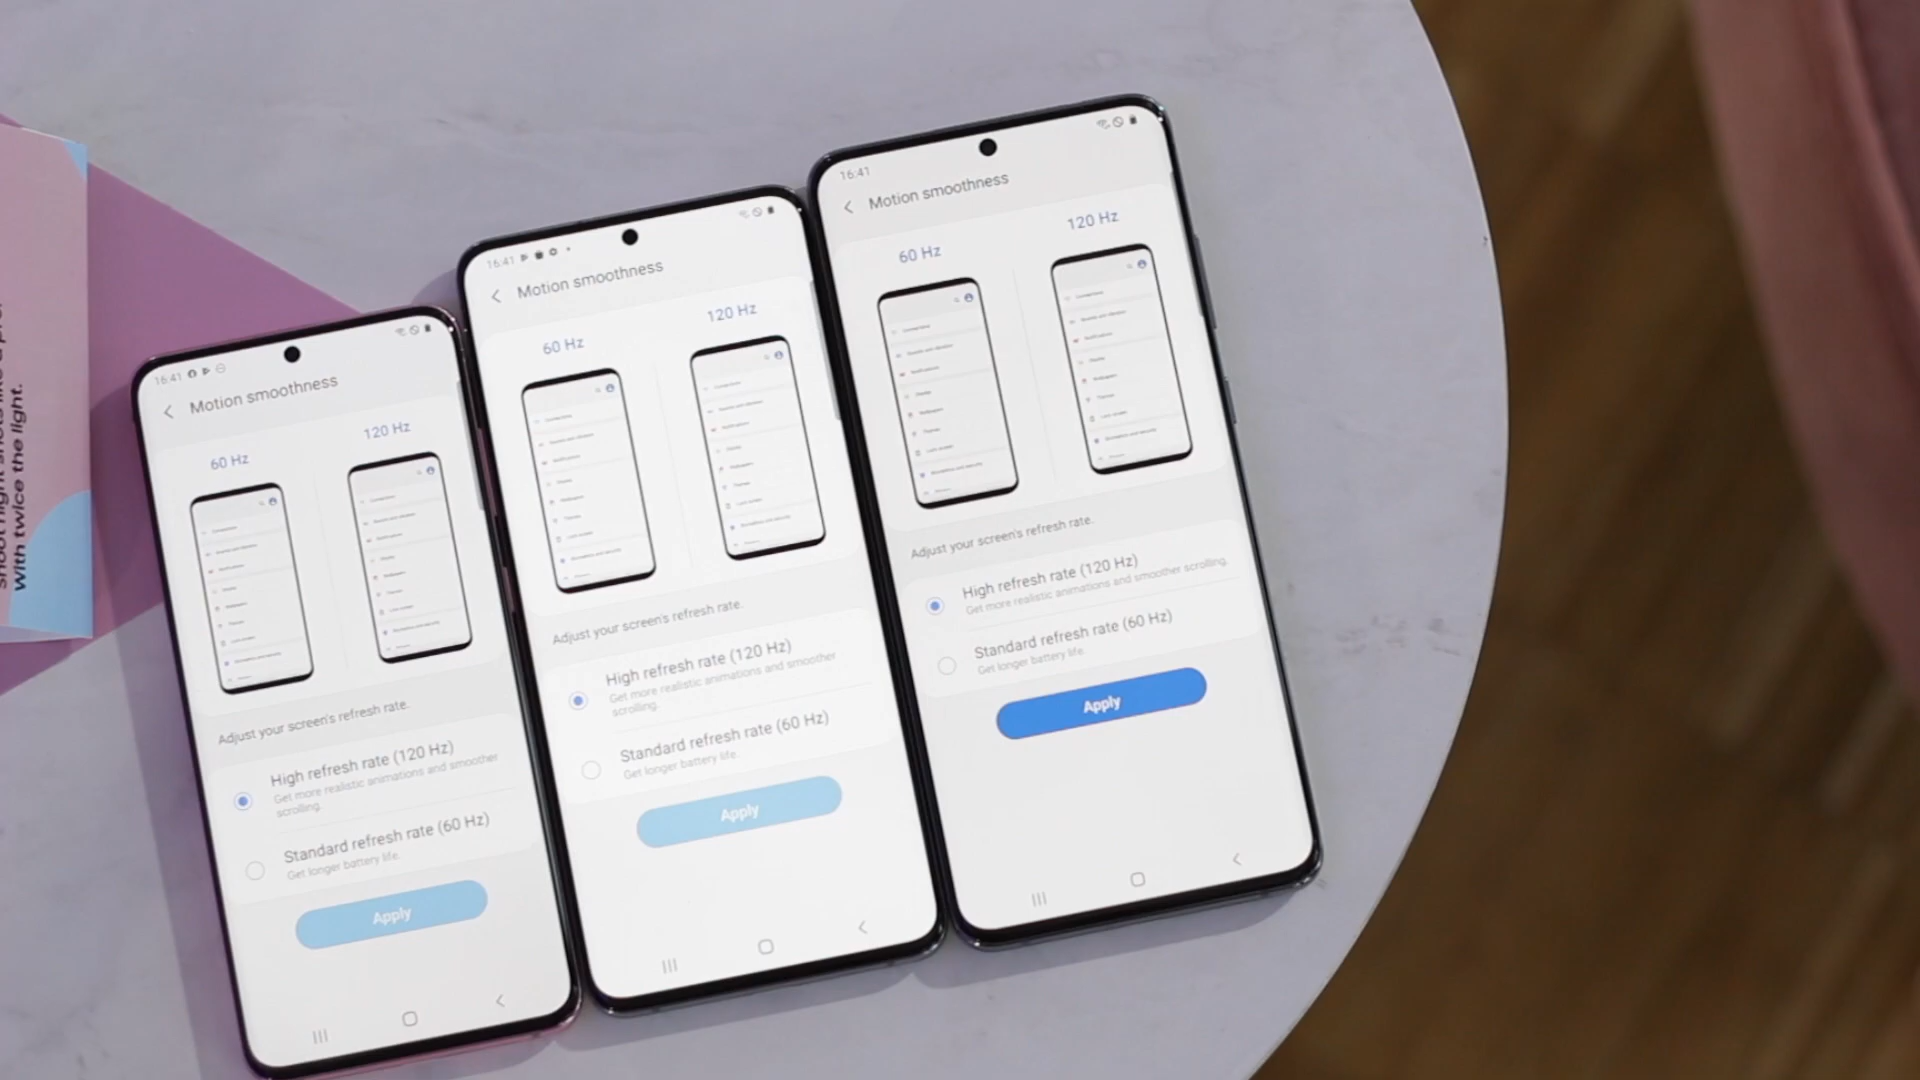 With twice the light.
16:41
Motion smoothness
60 Hz
120 Hz
Adjust your screen's refresh rate.
High refresh rate (120 Hz)
Get more realistic animations and smoother
scrolling.
Standard refresh rate (60 Hz)
Get longer battery life.
Apply
16:41
Motion smoothness
60 Hz
120 Hz
Adjust your screen's refresh rate.
High refresh rate (120 Hz)
Get more realistic animations and smoother
scrolling.
Standard refresh rate (60 Hz)
Get longer battery life.
Apply
16:41
Motion smoothness
60 Hz
120 Hz
Adjust your screen's refresh rate.
High refresh rate (120 Hz)
Get more realistic animations and smoother scrolling.
Standard refresh rate (60 Hz)
Get longer battery life.
Apply